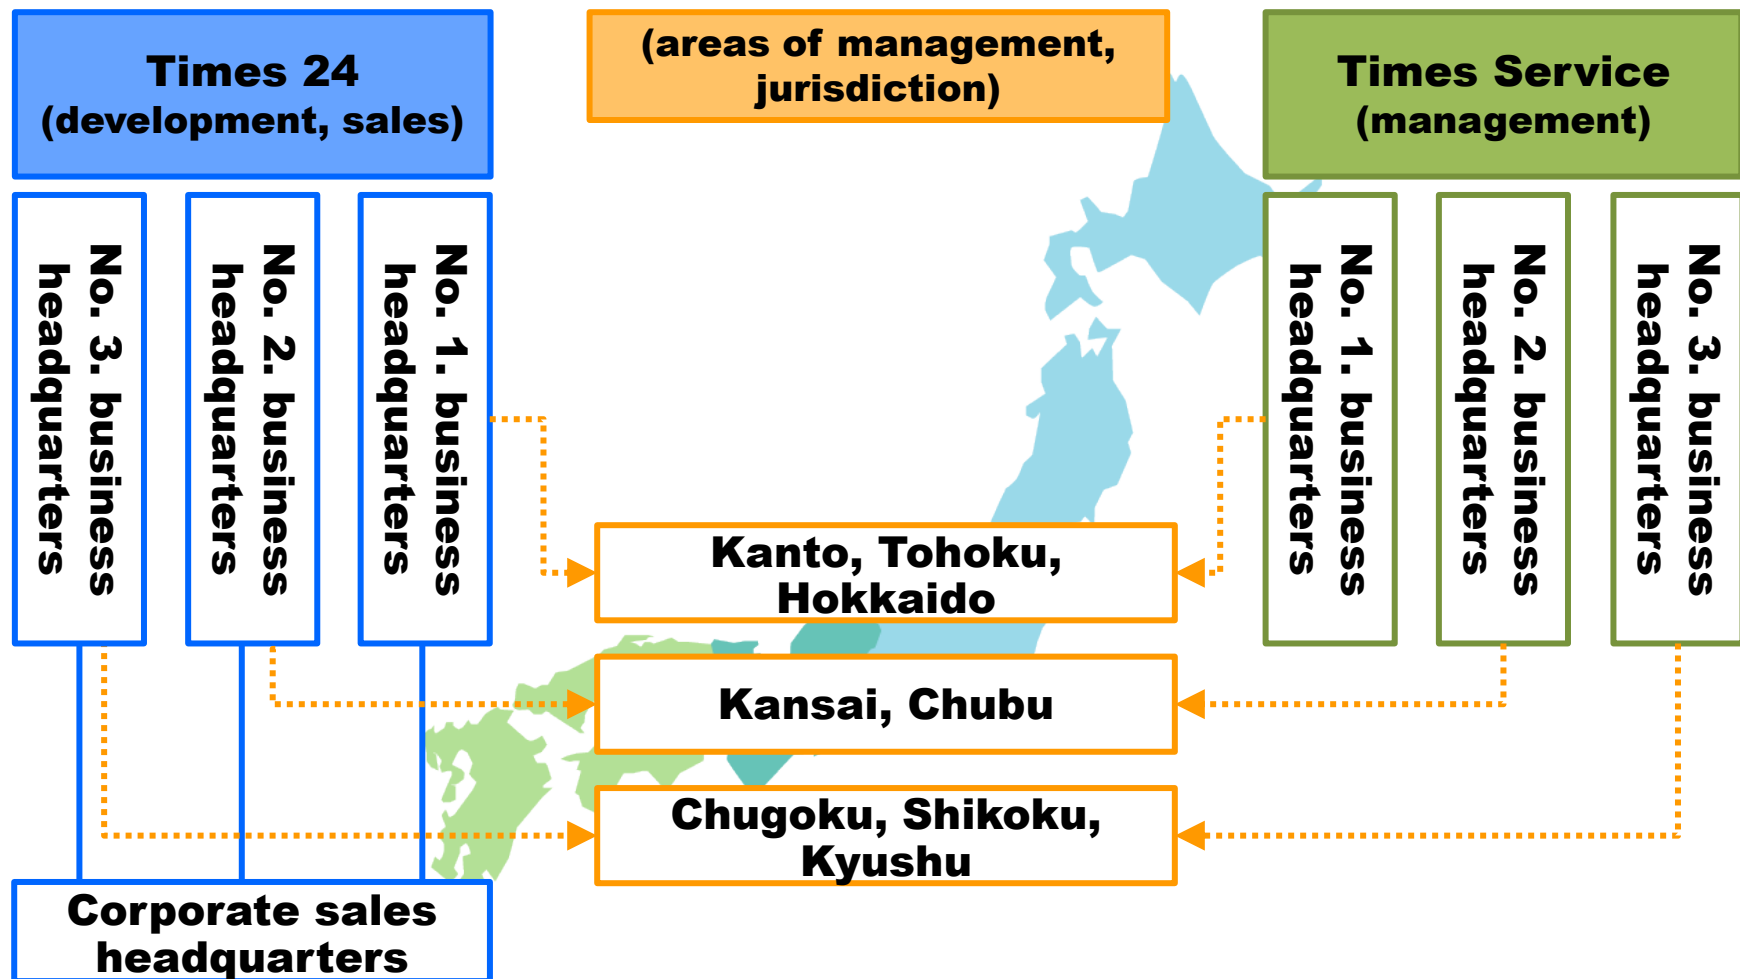 Times 24
(development, sales)
(areas of management,
jurisdiction)
Times Service
(management)
No. 3. business
headquarters
No. 2. business
headquarters
No. 1. business
headquarters
No. 1. business
headquarters
No. 2. business
headquarters
No. 3. business
headquarters
Kanto, Tohoku,
Hokkaido
Kansai, Chubu
Chugoku, Shikoku,
Kyushu
Corporate sales
headquarters